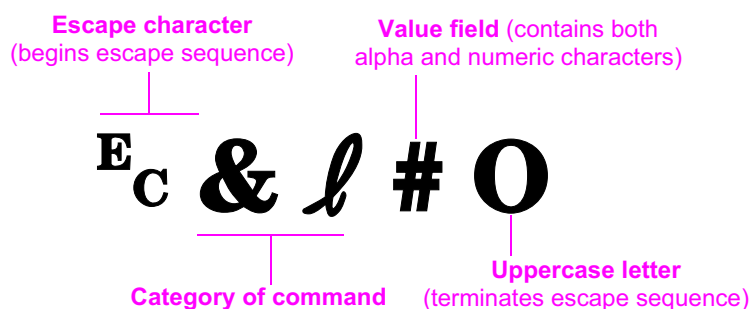 Escape character
(begins escape sequence)
Value field (contains both
alpha and numeric characters)
EC & ℓ # O
Uppercase letter
(terminates escape sequence)
Category of command